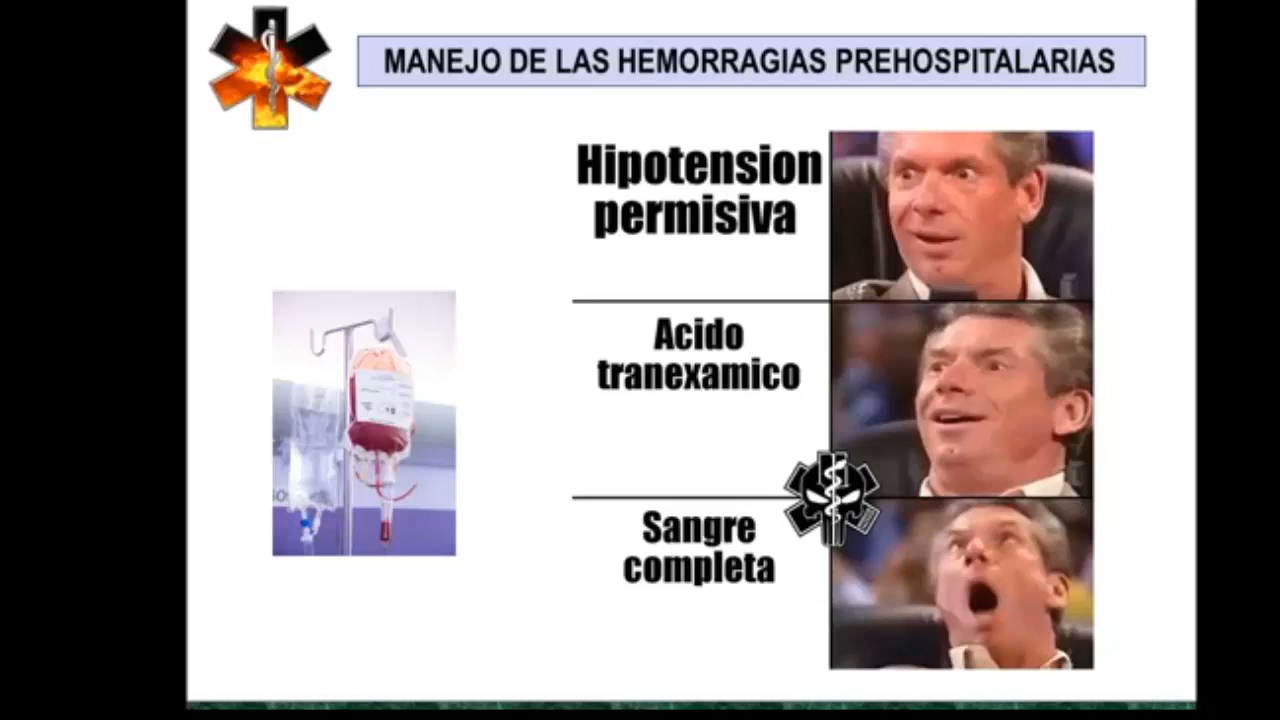 MANEJO DE LAS HEMORRAGIAS PREHOSPITALARIAS
Hipotension
permisiva
Acido
tranexamico
Sangre
completa